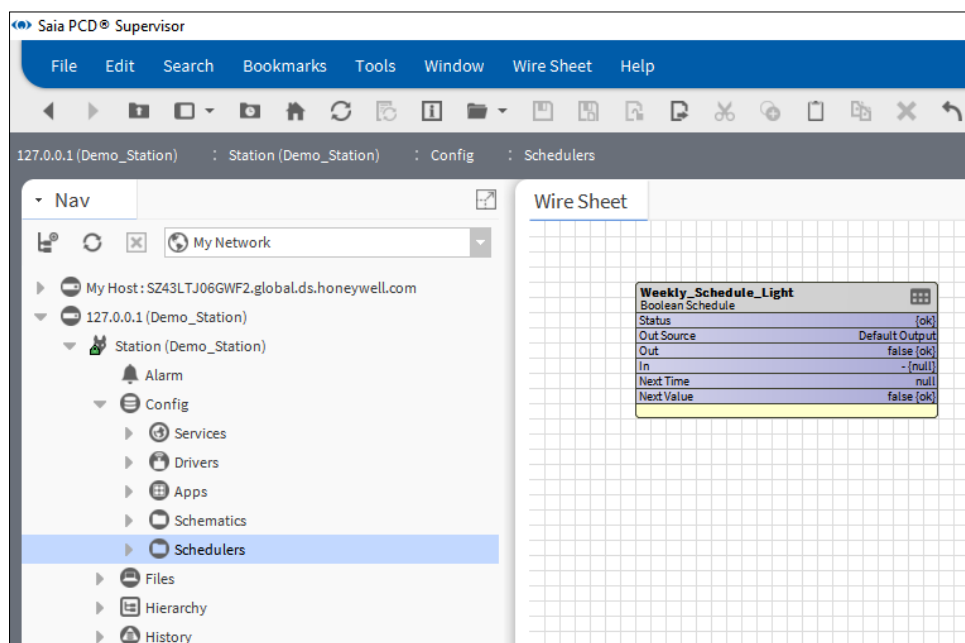 Saia PCD® Supervisor
File Edit Search Bookmarks Tools Window Wire Sheet Help
127.0.0.1 (Demo_Station) : Station (Demo_Station) : Config : Schedulers
Nav
My Network
My Host : SZ43LTJ06GWF2.global.ds.honeywell.com
127.0.0.1 (Demo_Station)
Station (Demo_Station)
Alarm
Config
Services
Drivers
Apps
Schematics
Schedulers
Files
Hierarchy
History
Wire Sheet
Weekly_Schedule_Light
Boolean Schedule
Status {ok}
Out Source Default Output
Out false {ok}
In - {null}
Next Time null
Next Value false {ok}